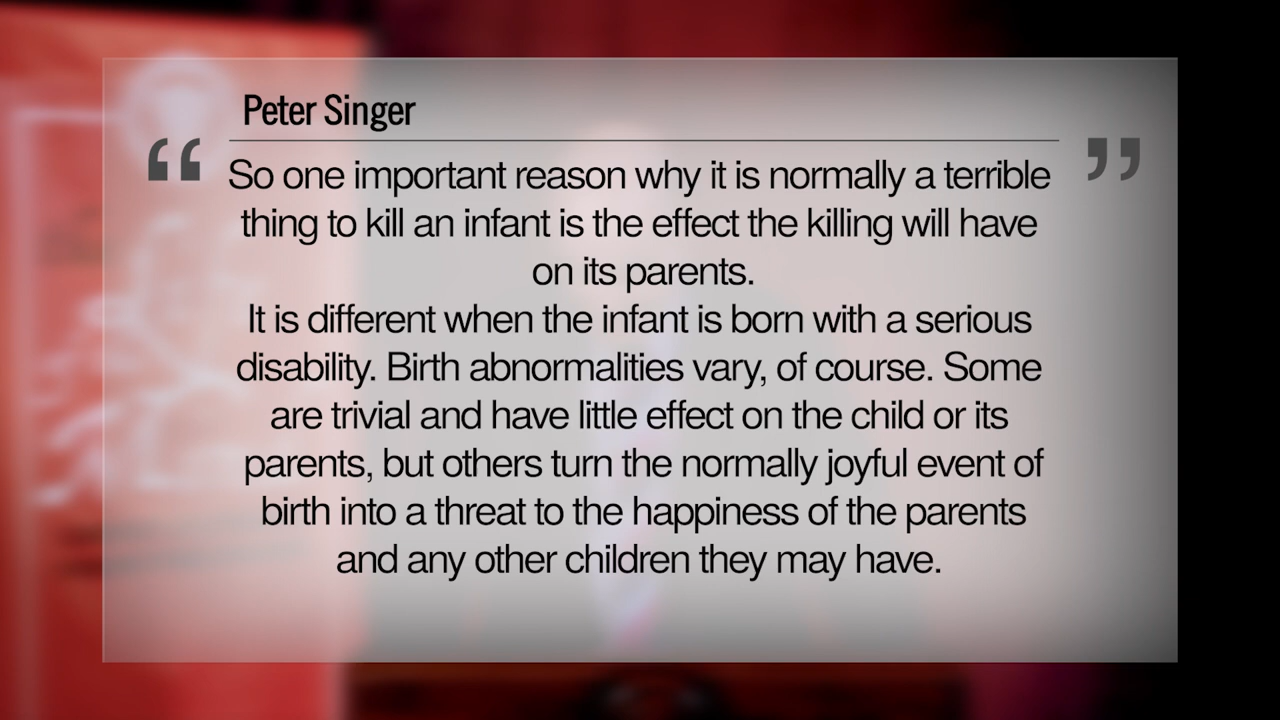 Peter Singer
“ So one important reason why it is normally a terrible ”
thing to kill an infant is the effect the killing will have
on its parents.
It is different when the infant is born with a serious
disability. Birth abnormalities vary, of course. Some
are trivial and have little effect on the child or its
parents, but others turn the normally joyful event of
birth into a threat to the happiness of the parents
and any other children they may have.